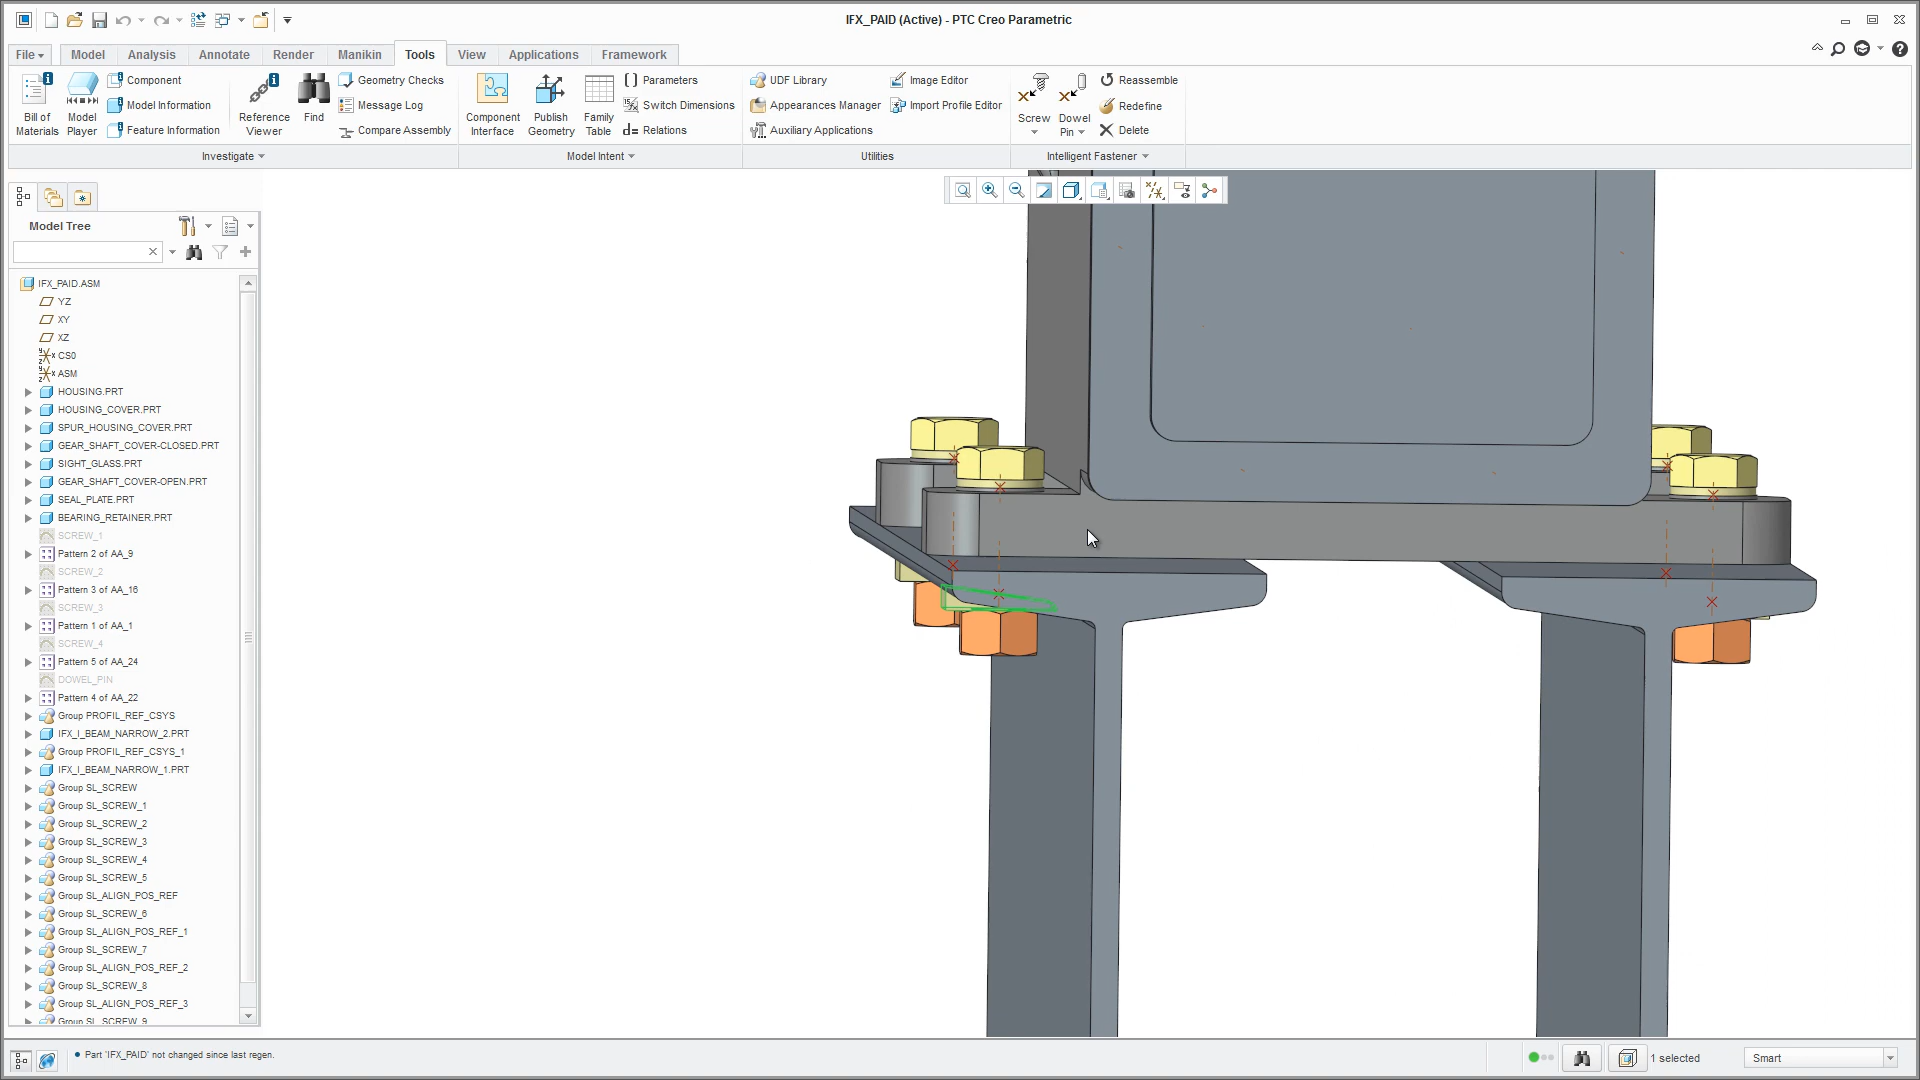 IFX_PAID (Active) - PTC Creo Parametric
File
Model
Analysis
Annotate
Render
Manikin
Tools
View
Applications
Framework
Bill of Materials
Model Player
Component
Model Information
Feature Information
Reference Viewer
Find
Geometry Checks
Message Log
Compare Assembly
Investigate
Component Interface
Publish Geometry
Family Table
Parameters
Switch Dimensions
Relations
Model Intent
UDF Library
Appearances Manager
Auxiliary Applications
Image Editor
Import Profile Editor
Utilities
Screw
Dowel Pin
Reassemble
Redefine
Delete
Intelligent Fastener
Model Tree
IFX_PAID.ASM
YZ
XY
XZ
CS0
ASM
HOUSING.PRT
HOUSING_COVER.PRT
SPUR_HOUSING_COVER.PRT
GEAR_SHAFT_COVER-CLOSED.PRT
SIGHT_GLASS.PRT
GEAR_SHAFT_COVER-OPEN.PRT
SEAL_PLATE.PRT
BEARING_RETAINER.PRT
SCREW_1
Pattern 2 of AA_9
SCREW_2
Pattern 3 of AA_16
SCREW_3
Pattern 1 of AA_1
SCREW_4
Pattern 5 of AA_24
DOWEL_PIN
Pattern 4 of AA_22
Group PROFIL_REF_CSYS
IFX_I_BEAM_NARROW_2.PRT
Group PROFIL_REF_CSYS_1
IFX_I_BEAM_NARROW_1.PRT
Group SL_SCREW
Group SL_SCREW_1
Group SL_SCREW_2
Group SL_SCREW_3
Group SL_SCREW_4
Group SL_SCREW_5
Group SL_ALIGN_POS_REF
Group SL_SCREW_6
Group SL_ALIGN_POS_REF_1
Group SL_SCREW_7
Group SL_ALIGN_POS_REF_2
Group SL_SCREW_8
Group SL_ALIGN_POS_REF_3
Group SL_SCREW_9
Part 'IFX_PAID' not changed since last regen.
1 selected
Smart